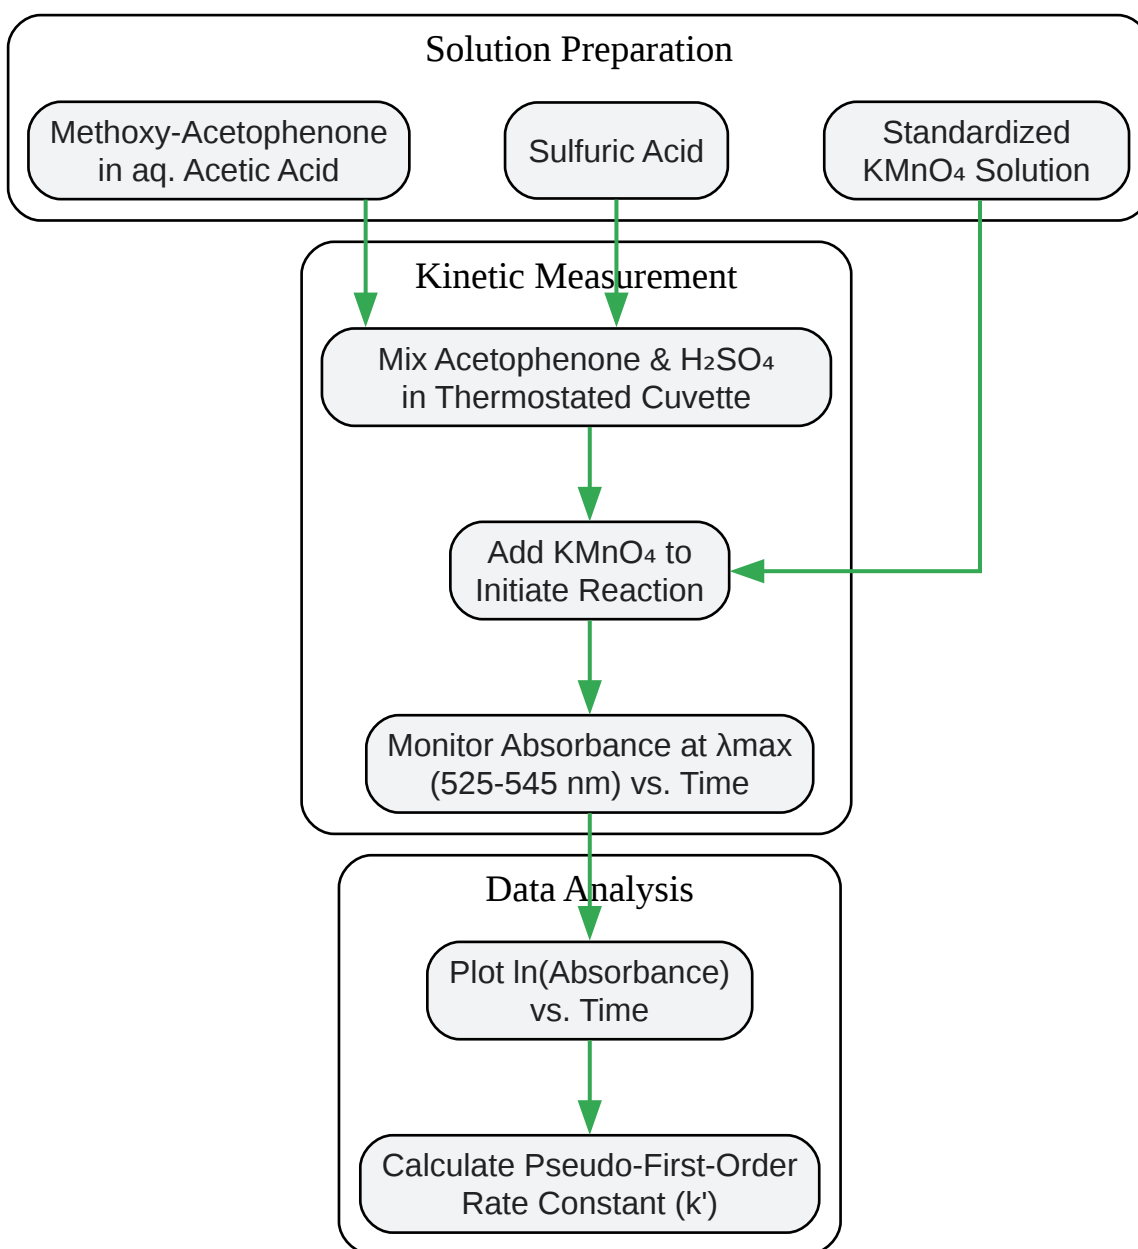 Solution Preparation
Methoxy-Acetophenone
in aq. Acetic Acid
Sulfuric Acid
Standardized
KMnO₄ Solution
Kinetic Measurement
Mix Acetophenone & H₂SO₄
in Thermostated Cuvette
Add KMnO₄ to
Initiate Reaction
Monitor Absorbance at λmax
(525-545 nm) vs. Time
Data Analysis
Plot ln(Absorbance)
vs. Time
Calculate Pseudo-First-Order
Rate Constant (k')